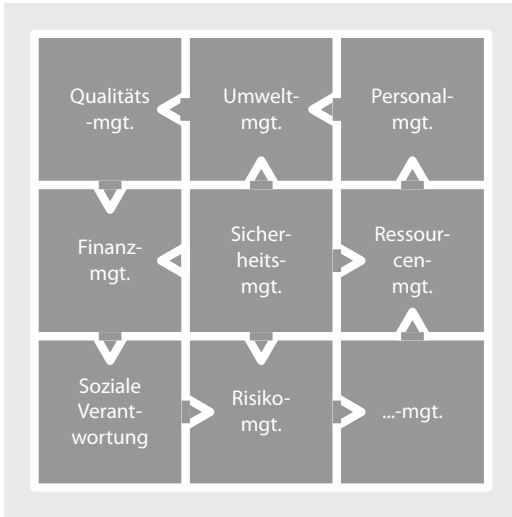 Qualitäts
-mgt.
Umwelt-
mgt.
Personal-
mgt.
Finanz-
mgt.
Sicher-
heits-
mgt.
Ressour-
cen-
mgt.
Soziale
Verant-
wortung
Risiko-
mgt.
...-mgt.